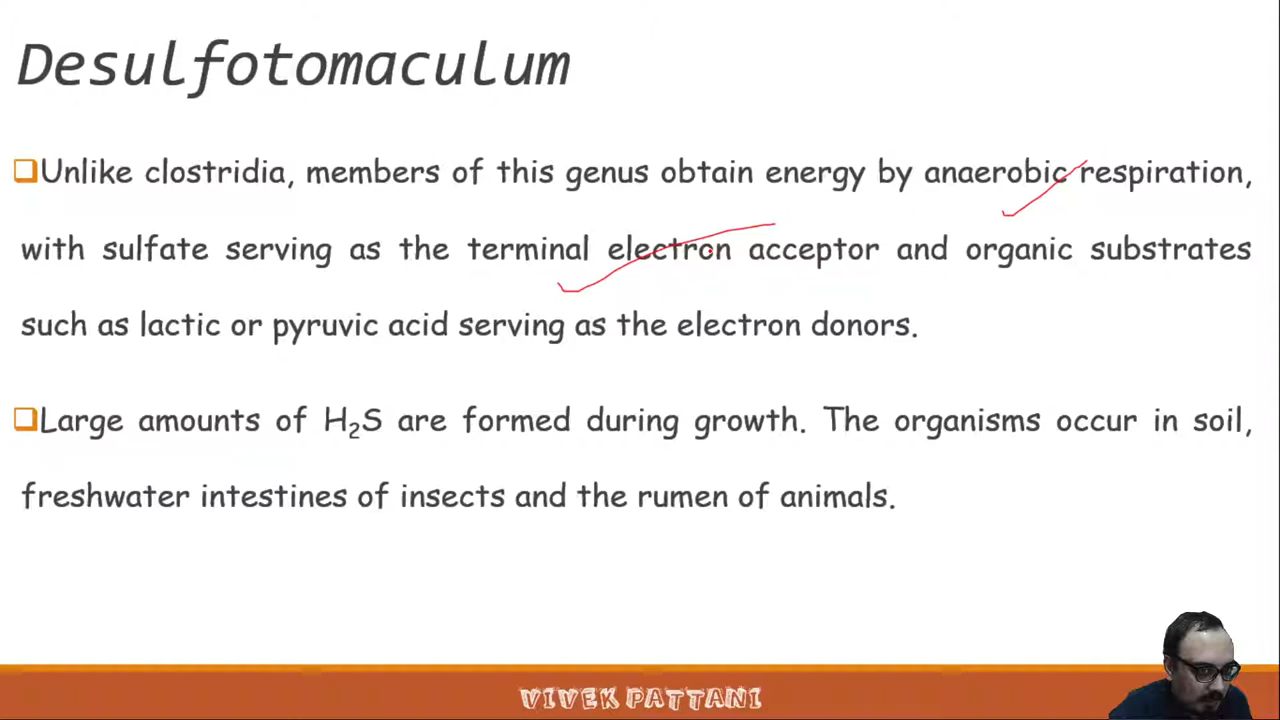 Desulfotomaculum
Unlike clostridia, members of this genus obtain energy by anaerobic respiration,
with sulfate serving as the terminal electron acceptor and organic substrates
such as lactic or pyruvic acid serving as the electron donors.
Large amounts of H₂S are formed during growth. The organisms occur in soil,
freshwater intestines of insects and the rumen of animals.
VIVEK PATTANI